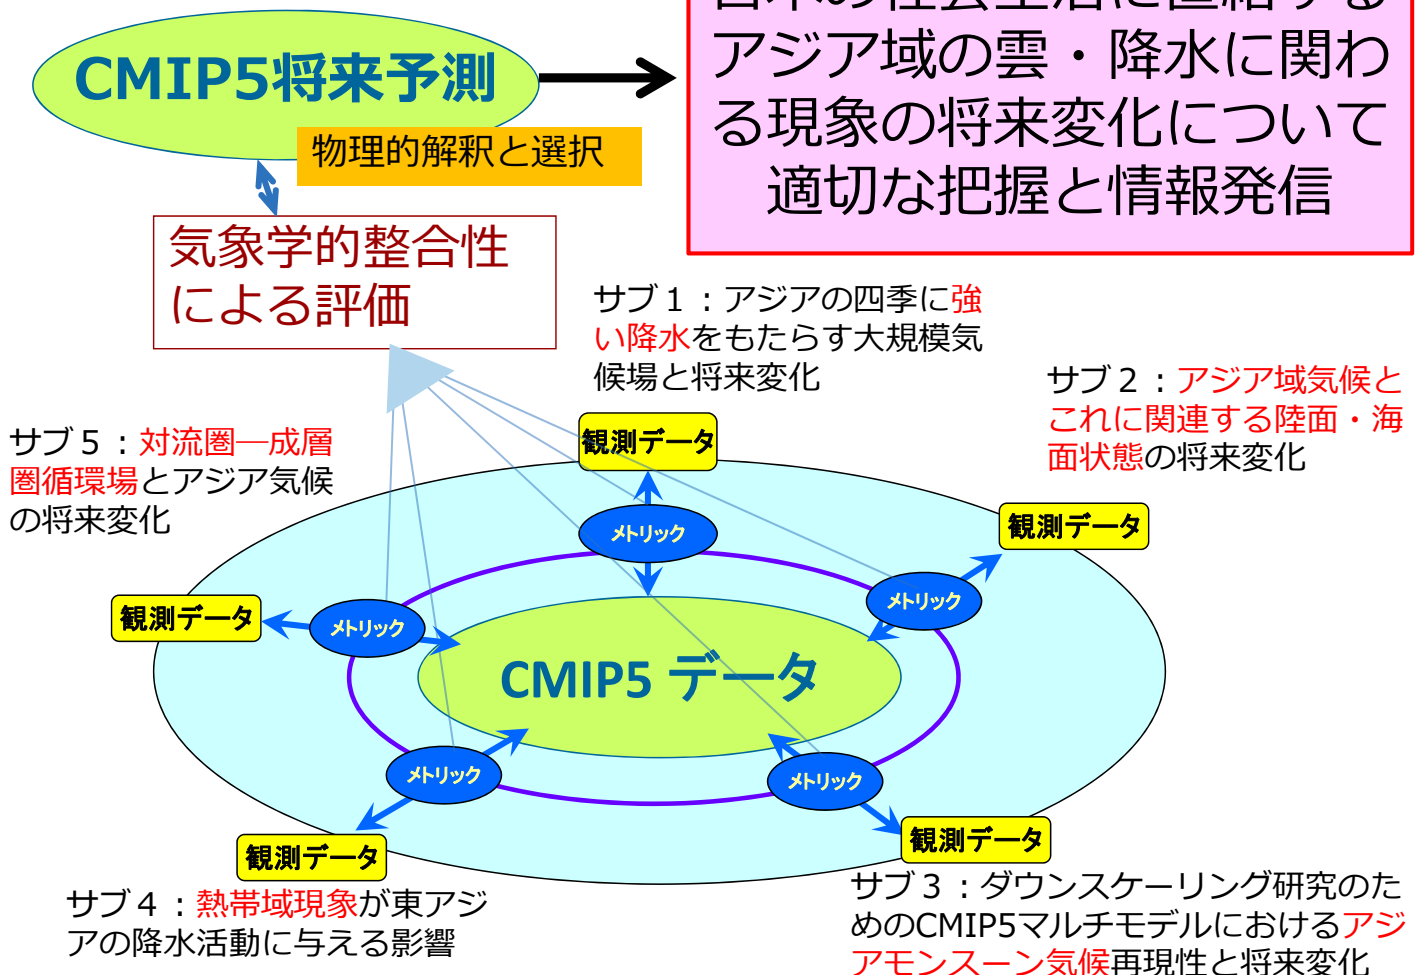 日本の社会生活に直結する
アジア域の雲・降水に関わ
る現象の将来変化について
適切な把握と情報発信
CMIP5将来予測
物理的解釈と選択
気象学的整合性
による評価
サブ１：アジアの四季に強
い降水をもたらす大規模気
候場と将来変化
サブ２：アジア域気候と
これに関連する陸面・海
面状態の将来変化
サブ５：対流圏―成層
圏循環場とアジア気候
の将来変化
観測データ
メトリック
観測データ
メトリック
観測データ
メトリック
CMIP5 データ
メトリック
メトリック
観測データ
観測データ
サブ４：熱帯域現象が東アジ
アの降水活動に与える影響
サブ３：ダウンスケーリング研究のた
めのCMIP5マルチモデルにおけるアジ
アモンスーン気候再現性と将来変化